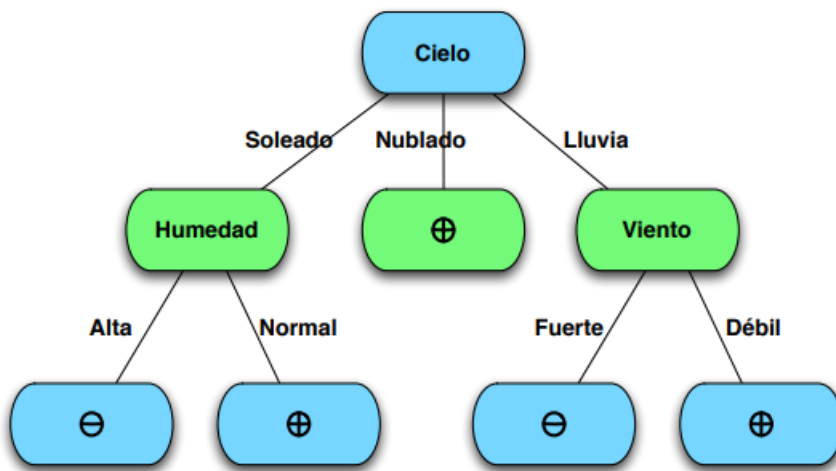 Cielo
Soleado
Nublado
Lluvia
Humedad
⊕
Viento
Alta
Normal
Fuerte
Débil
⊖
⊕
⊖
⊕